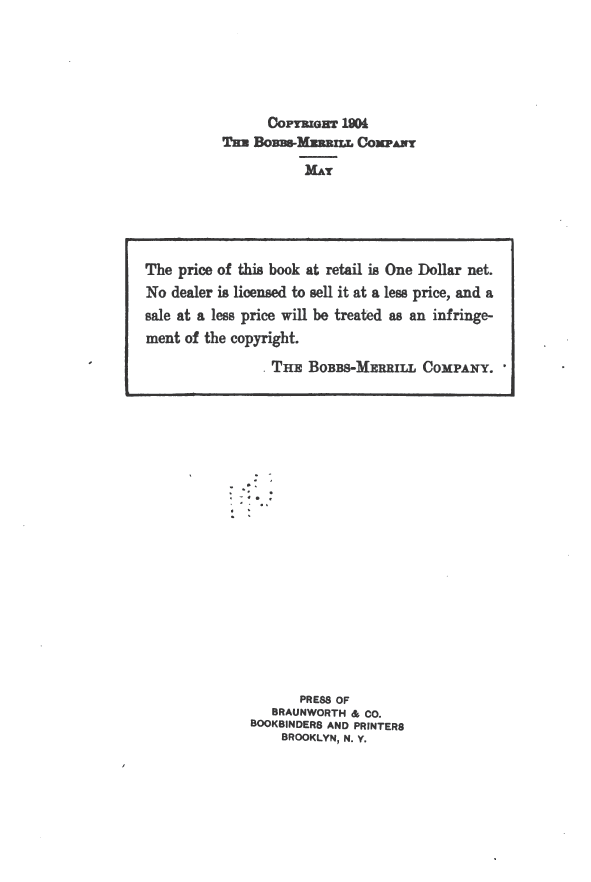 COPYRIGHT 1904
THE BOBBS-MERRILL COMPANY
MAY
The price of this book at retail is One Dollar net.
No dealer is licensed to sell it at a less price, and a
sale at a less price will be treated as an infringe-
ment of the copyright.
THE BOBBS-MERRILL COMPANY.
PRESS OF
BRAUNWORTH & CO.
BOOKBINDERS AND PRINTERS
BROOKLYN, N. Y.